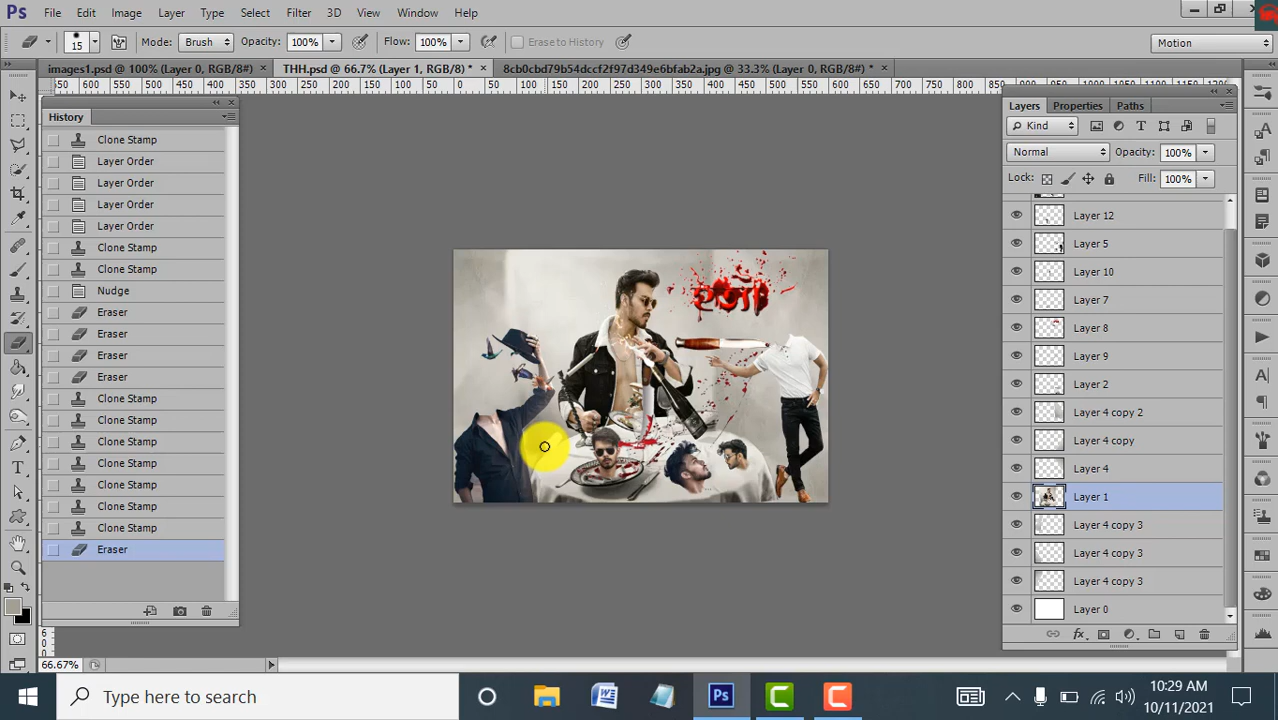 Ps File Edit Image Layer Type Select Filter 3D View Window Help
15 Mode: Brush Opacity: 100% Flow: 100% Erase to History Motion
images1.psd @ 100% (Layer 0, RGB/8#) × THH.psd @ 66.7% (Layer 1, RGB/8) * × 8cb0cbd79b54dccf2f97d349e6bfab2a.jpg @ 33.3% (Layer 0, RGB/8#) * ×
History
Clone Stamp
Layer Order
Layer Order
Layer Order
Layer Order
Clone Stamp
Clone Stamp
Nudge
Eraser
Eraser
Eraser
Eraser
Clone Stamp
Clone Stamp
Clone Stamp
Clone Stamp
Clone Stamp
Clone Stamp
Clone Stamp
Eraser
Layers Properties Paths
Kind
Normal Opacity: 100%
Lock: Fill: 100%
Layer 12
Layer 5
Layer 10
Layer 7
Layer 8
Layer 9
Layer 2
Layer 4 copy 2
Layer 4 copy
Layer 4
Layer 1
Layer 4 copy 3
Layer 4 copy 3
Layer 4 copy 3
Layer 0
66.67%
Type here to search
10:29 AM
10/11/2021